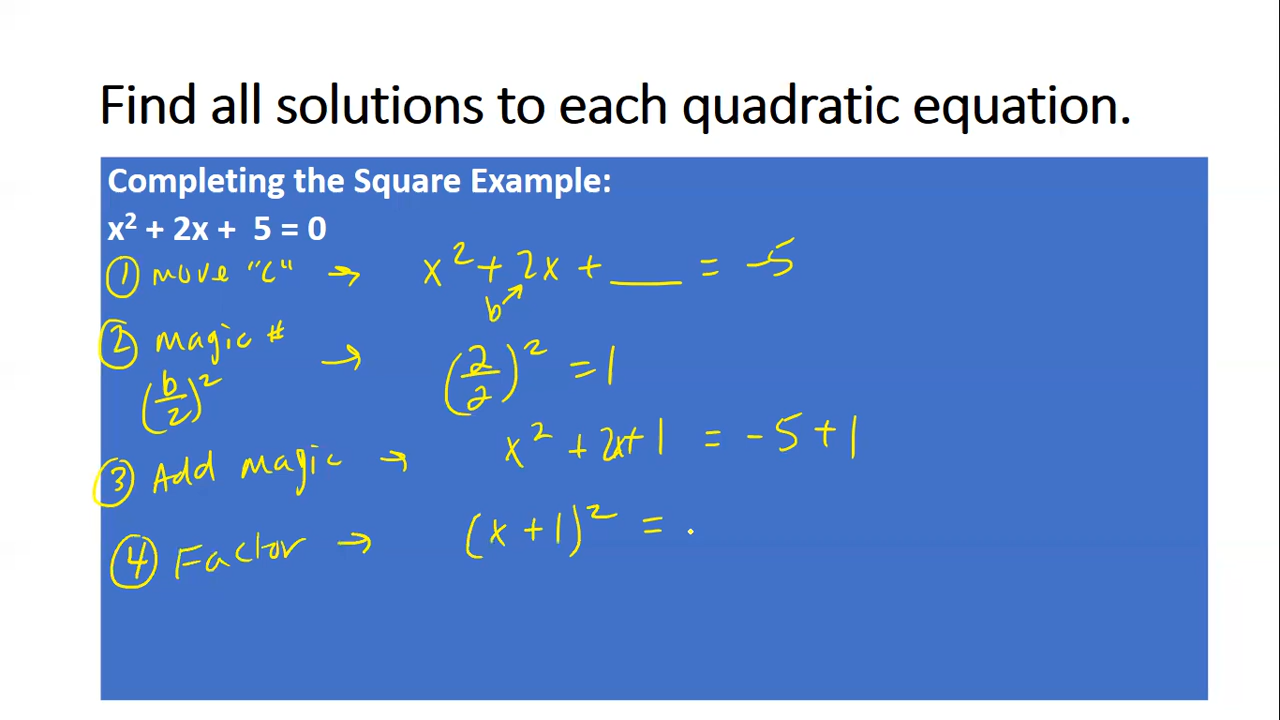 Find all solutions to each quadratic equation.
Completing the Square Example:
x² + 2x + 5 = 0
① move "C" → x² + 2x + ___ = -5
b↗
② magic # → (2/2)² = 1
(b/2)²
③ Add magic → x² + 2x+1 = -5+1
④ Factor → (x+1)² = .